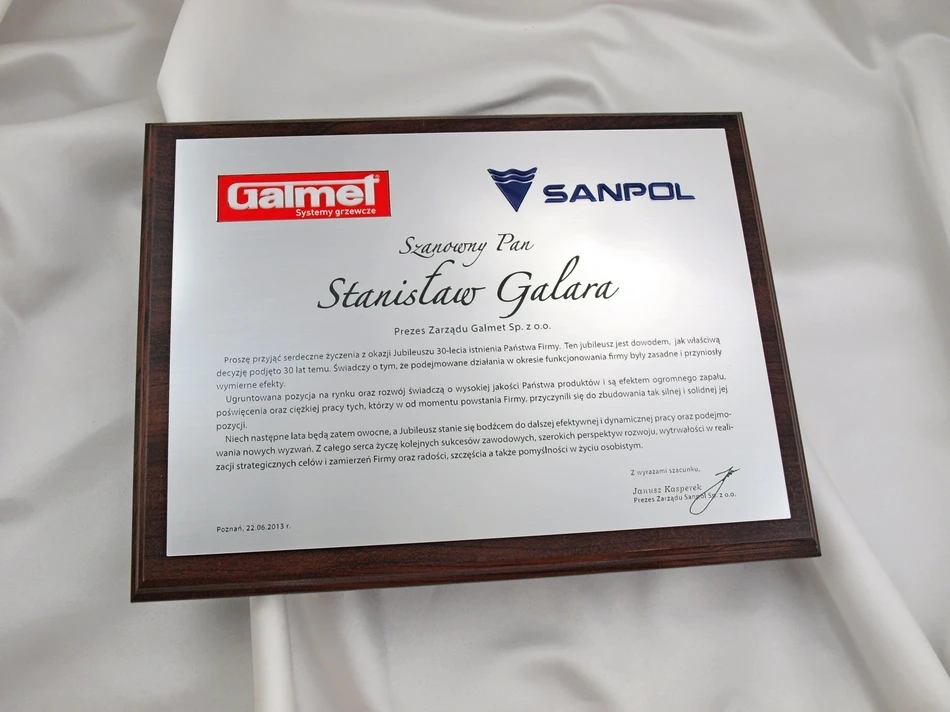 Galmet®
Systemy grzewcze
SANPOL
Szanowny Pan
Stanisław Galara
Prezes Zarządu Galmet Sp. z o.o.
Proszę przyjąć serdeczne życzenia z okazji Jubileuszu 30-lecia istnienia Państwa Firmy. Ten jubileusz jest dowodem, jak właściwą
decyzję podjęto 30 lat temu. Świadczy o tym, że podejmowane działania w okresie funkcjonowania firmy były zasadne i przyniosły
wymierne efekty.
Ugruntowana pozycja na rynku oraz rozwój świadczą o wysokiej jakości Państwa produktów i są efektem ogromnego zapału,
poświęcenia oraz ciężkiej pracy tych, którzy w od momentu powstania Firmy, przyczynili się do zbudowania tak silnej i solidnej jej
pozycji.
Niech następne lata będą zatem owocne, a Jubileusz stanie się bodźcem do dalszej efektywnej i dynamicznej pracy oraz podejmo-
wania nowych wyzwań. Z całego serca życzę kolejnych sukcesów zawodowych, szerokich perspektyw rozwoju, wytrwałości w reali-
zacji strategicznych celów i zamierzeń Firmy oraz radości, szczęścia a także pomyślności w życiu osobistym.
Z wyrazami szacunku,
Janusz Kasperek
Prezes Zarządu Sanpol Sp. z o.o.
Poznań, 22.06.2013 r.